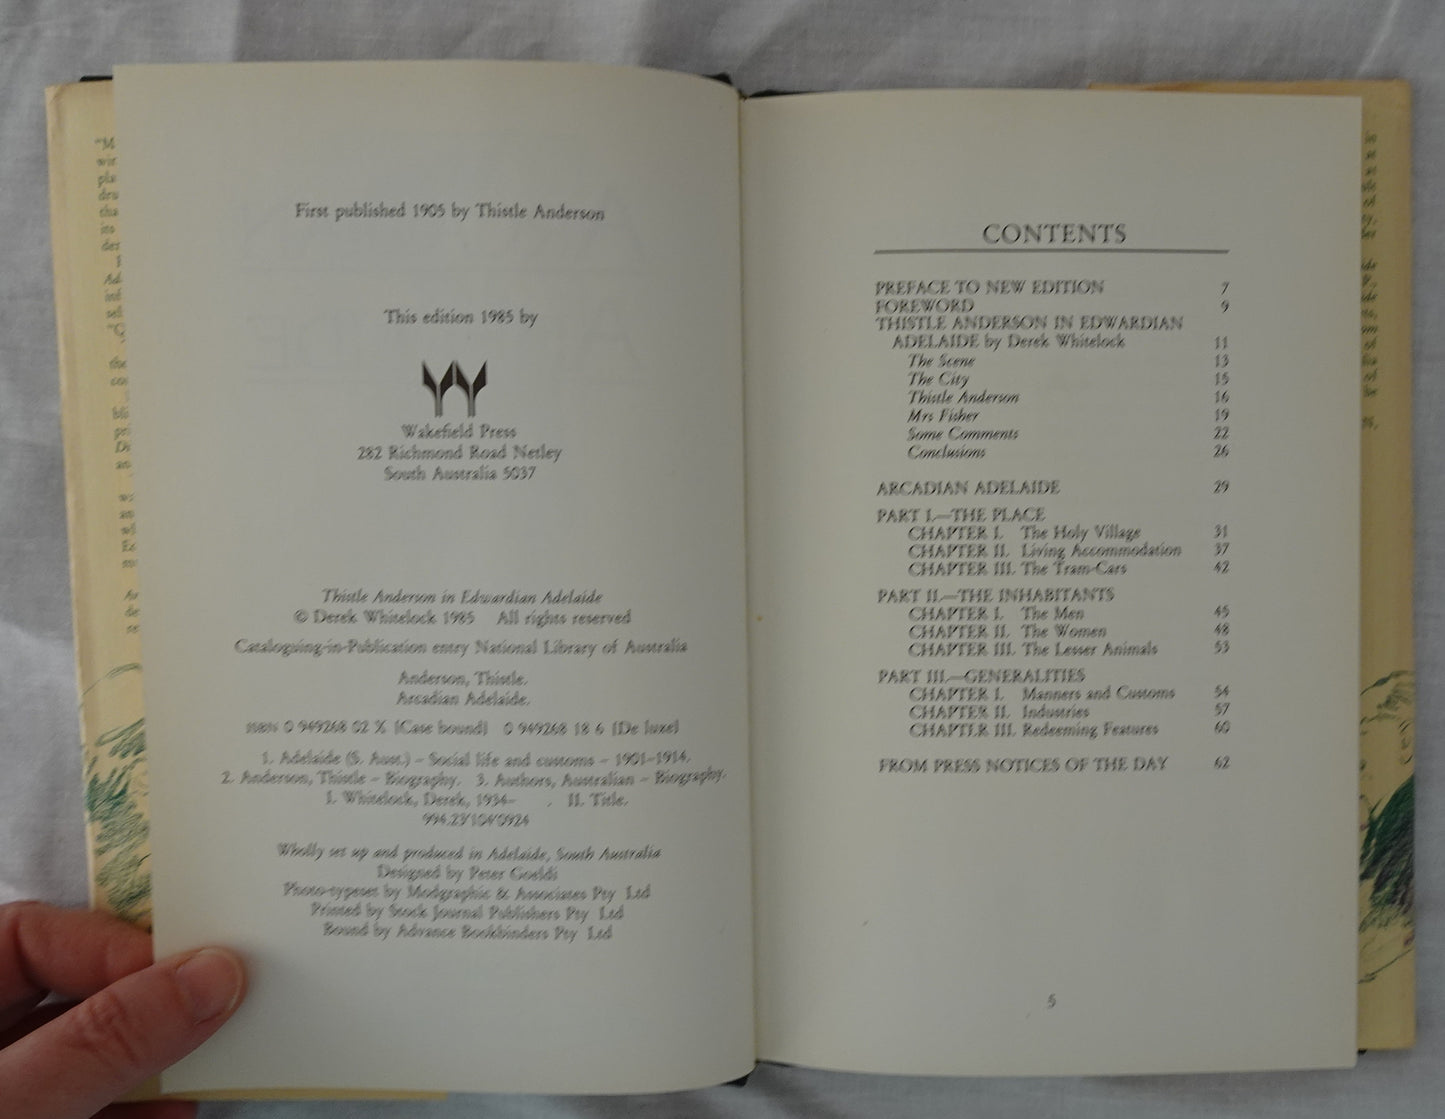 First published 1905 by Thistle Anderson
This edition 1985 by
Wakefield Press
282 Richmond Road Netley
South Australia 5037
Thistle Anderson in Edwardian Adelaide
© Derek Whitelock 1985 All rights reserved
Cataloguing-in-Publication entry National Library of Australia
Anderson, Thistle.
Arcadian Adelaide.
ISBN 0 949268 02 X [Case bound] 0 949268 18 6 [De luxe]
1. Adelaide (S. Aust.) – Social life and customs – 1901–1914.
2. Anderson, Thistle – Biography. 3. Authors, Australian – Biography.
I. Whitelock, Derek, 1934– . II. Title.
994.23'104'0924
Wholly set up and produced in Adelaide, South Australia
Designed by Peter Goeldi
Photo-typeset by Modgraphic & Associates Pty Ltd
Printed by Stock Journal Publishers Pty Ltd
Bound by Advance Bookbinders Pty Ltd
CONTENTS
PREFACE TO NEW EDITION 7
FOREWORD 9
THISTLE ANDERSON IN EDWARDIAN
ADELAIDE by Derek Whitelock 11
The Scene 13
The City 15
Thistle Anderson 16
Mrs Fisher 19
Some Comments 22
Conclusions 26
ARCADIAN ADELAIDE 29
PART I.—THE PLACE
CHAPTER I. The Holy Village 31
CHAPTER II. Living Accommodation 37
CHAPTER III. The Tram-Cars 42
PART II.—THE INHABITANTS
CHAPTER I. The Men 45
CHAPTER II. The Women 48
CHAPTER III. The Lesser Animals 53
PART III.—GENERALITIES
CHAPTER I. Manners and Customs 54
CHAPTER II. Industries 57
CHAPTER III. Redeeming Features 60
FROM PRESS NOTICES OF THE DAY 62
5